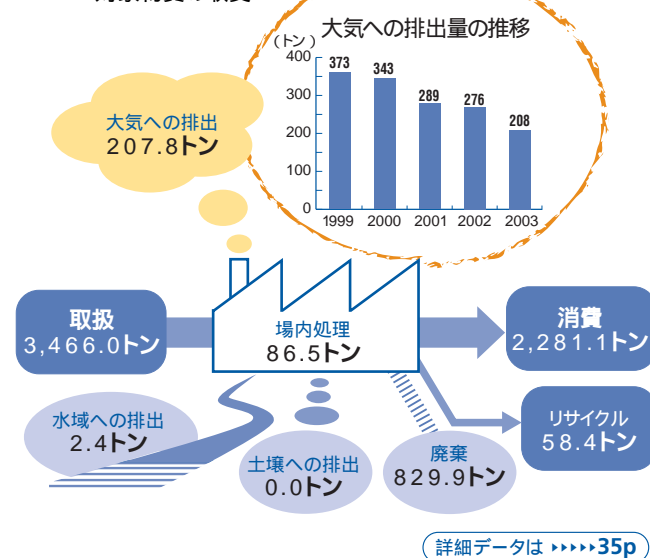 大気への排出量の推移
(トン)
400
300
200
100
0
373
343
289
276
208
1999 2000 2001 2002 2003
大気への排出
207.8トン
取扱
3,466.0トン
場内処理
86.5トン
消費
2,281.1トン
水域への排出
2.4トン
土壌への排出
0.0トン
廃棄
829.9トン
リサイクル
58.4トン
詳細データは ▸▸▸▸▸35p